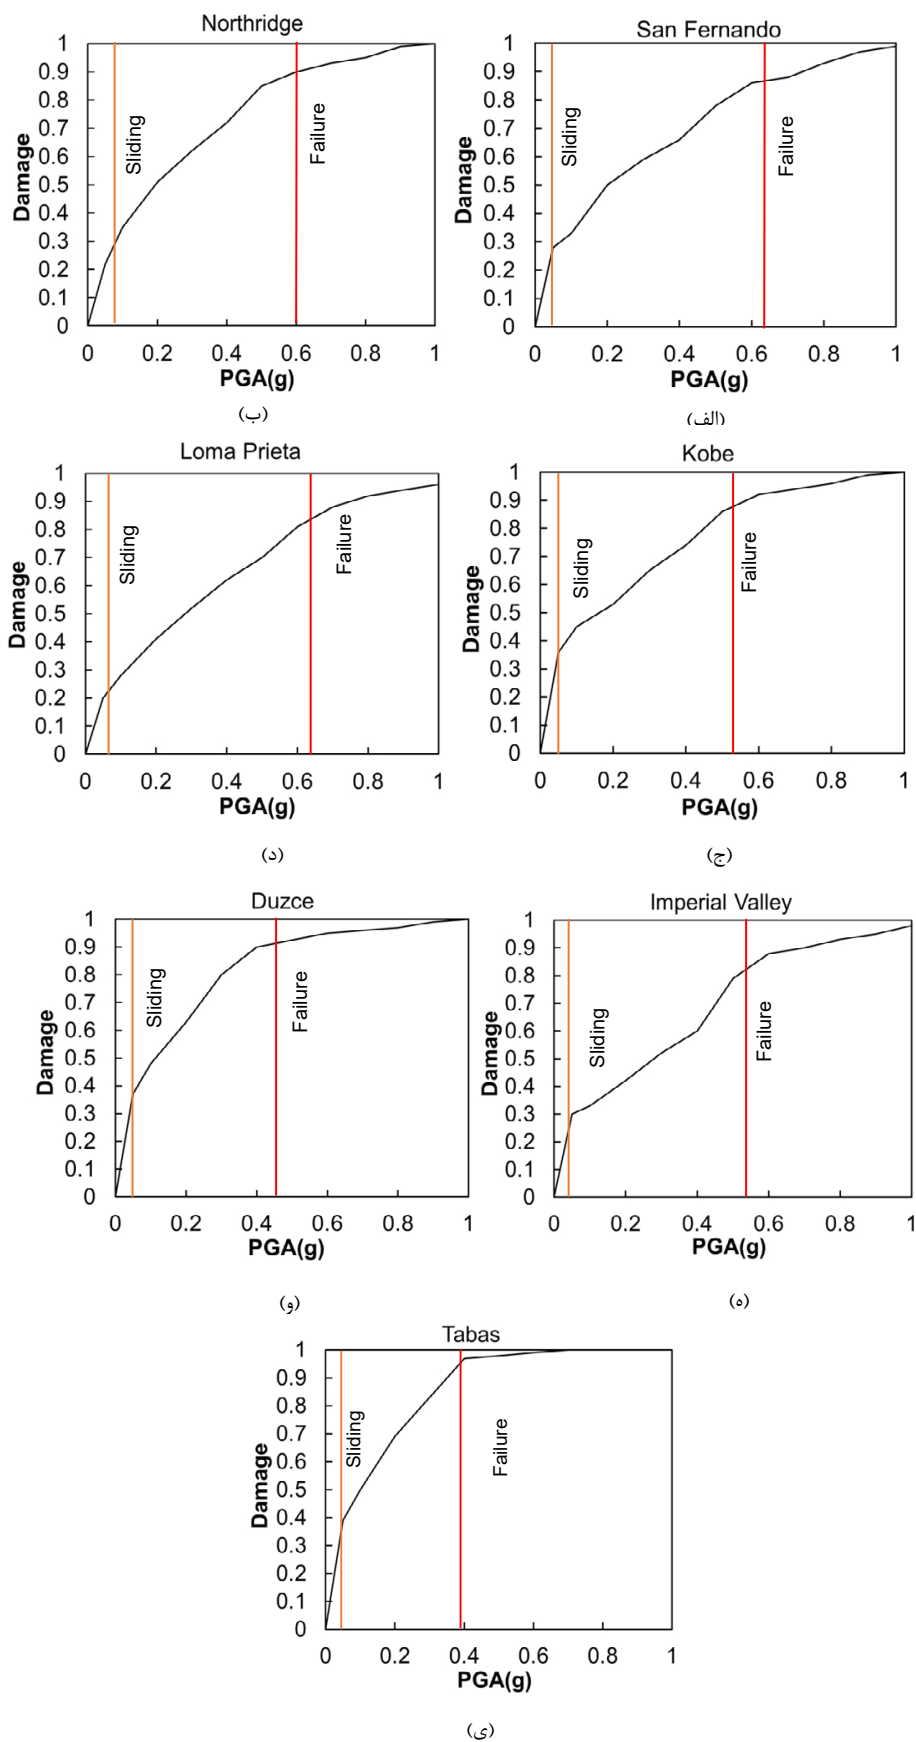 Northridge
1
0.9
0.8
0.7
0.6
0.5
0.4
0.3
0.2
0.1
0
Damage
Sliding
Failure
0 0.2 0.4 0.6 0.8 1
PGA(g)
(ب)
San Fernando
1
0.9
0.8
0.7
0.6
0.5
0.4
0.3
0.2
0.1
0
Damage
Sliding
Failure
0 0.2 0.4 0.6 0.8 1
PGA(g)
(الف)
Loma Prieta
1
0.9
0.8
0.7
0.6
0.5
0.4
0.3
0.2
0.1
0
Damage
Sliding
Failure
0 0.2 0.4 0.6 0.8 1
PGA(g)
(د)
Kobe
1
0.9
0.8
0.7
0.6
0.5
0.4
0.3
0.2
0.1
0
Damage
Sliding
Failure
0 0.2 0.4 0.6 0.8 1
PGA(g)
(ج)
Duzce
1
0.9
0.8
0.7
0.6
0.5
0.4
0.3
0.2
0.1
0
Damage
Sliding
Failure
0 0.2 0.4 0.6 0.8 1
PGA(g)
(و)
Imperial Valley
1
0.9
0.8
0.7
0.6
0.5
0.4
0.3
0.2
0.1
0
Damage
Sliding
Failure
0 0.2 0.4 0.6 0.8 1
PGA(g)
(ه)
Tabas
1
0.9
0.8
0.7
0.6
0.5
0.4
0.3
0.2
0.1
0
Damage
Sliding
Failure
0 0.2 0.4 0.6 0.8 1
PGA(g)
(ی)